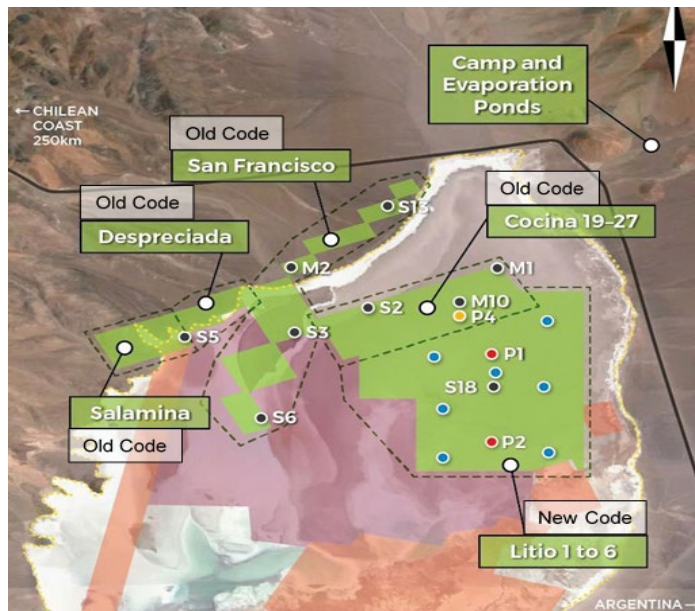 Camp and
Evaporation
Ponds
← CHILEAN
COAST
250km
Old Code
San Francisco
Old Code
Old Code
Despreciada
Cocina 19-27
S13
M2
M1
S2
M10
P4
S3
S5
P1
S18
Salamina
Old Code
S6
P2
New Code
Litio 1 to 6
ARGENTINA →